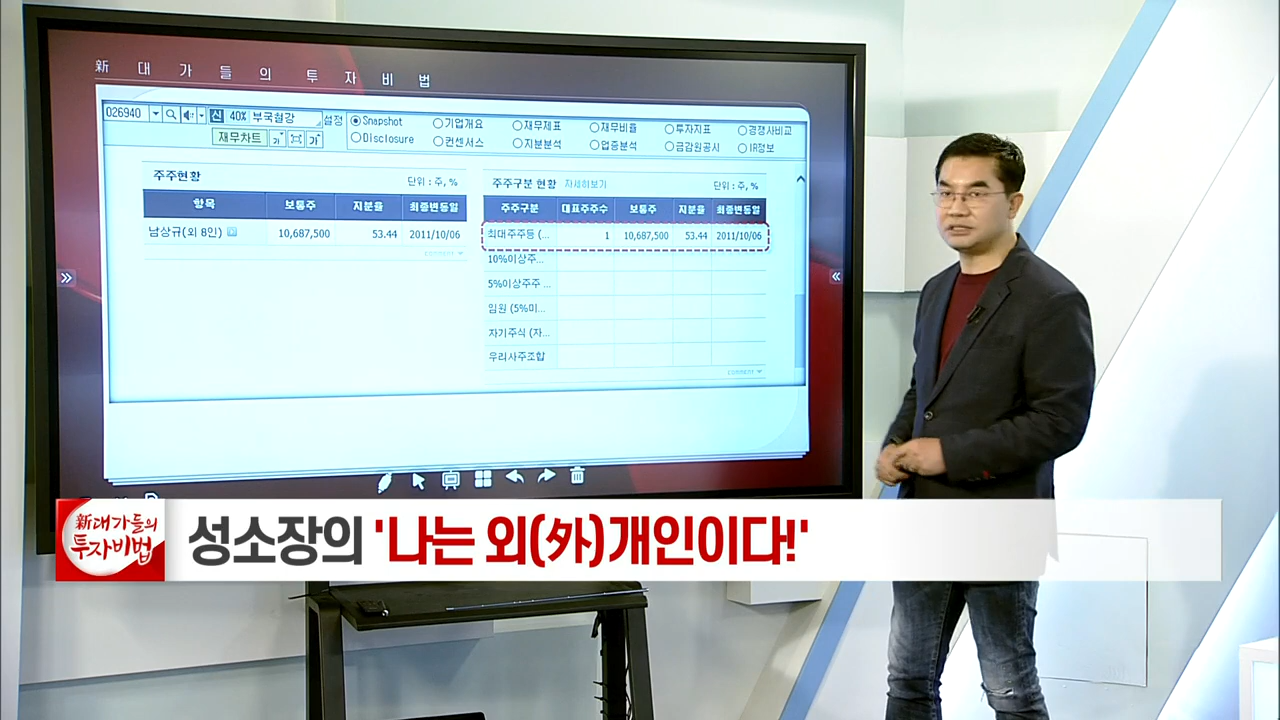 新 대 가 들 의 투 자 비 법
026940 신 40% 부국철강 설정
재무차트 가 가
Snapshot 기업개요 재무제표 재무비율 투자지표 경쟁사비교
Disclosure 컨센서스 지분분석 업종분석 금감원공시 IR정보
주주현황 단위 : 주, %
항목 보통주 지분율 최종변동일
남상규(외 8인) 10,687,500 53.44 2011/10/06
comment
주주구분 현황 자세히보기 단위 : 주, %
주주구분 대표주주수 보통주 지분율 최종변동일
최대주주등 (... 1 10,687,500 53.44 2011/10/06
10%이상주...
5%이상주주 ...
임원 (5%미...
자기주식 (자...
우리사주조합
comment
新대가들의
투자비법
성소장의 '나는 외(外)개인이다!'